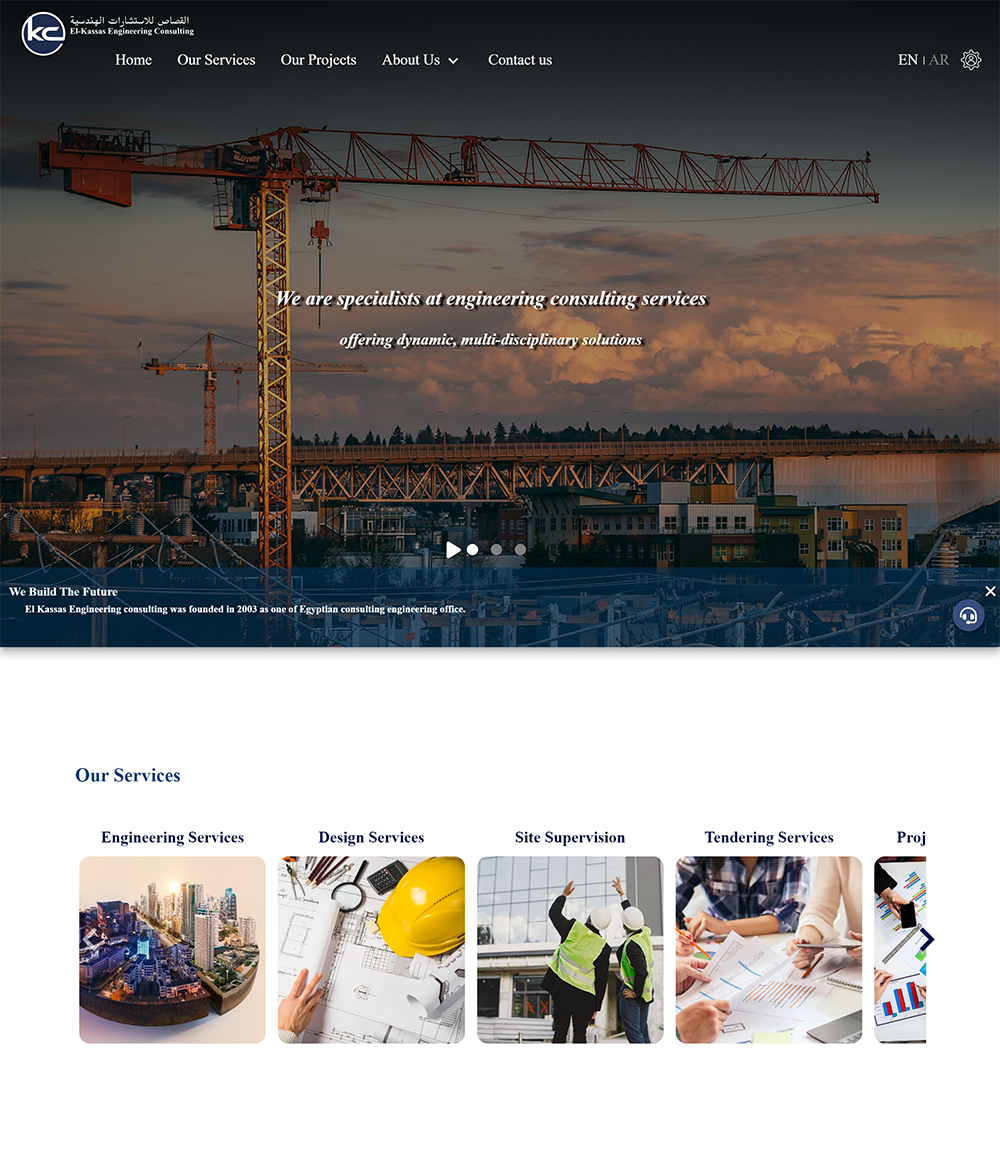 القصاص للاستشارات الهندسية
kc El-Kassas Engineering Consulting
Home Our Services Our Projects About Us Contact us EN | AR
We are specialists at engineering consulting services
offering dynamic, multi-disciplinary solutions
We Build The Future
El Kassas Engineering consulting was founded in 2003 as one of Egyptian consulting engineering office.
Our Services
Engineering Services Design Services Site Supervision Tendering Services Proj